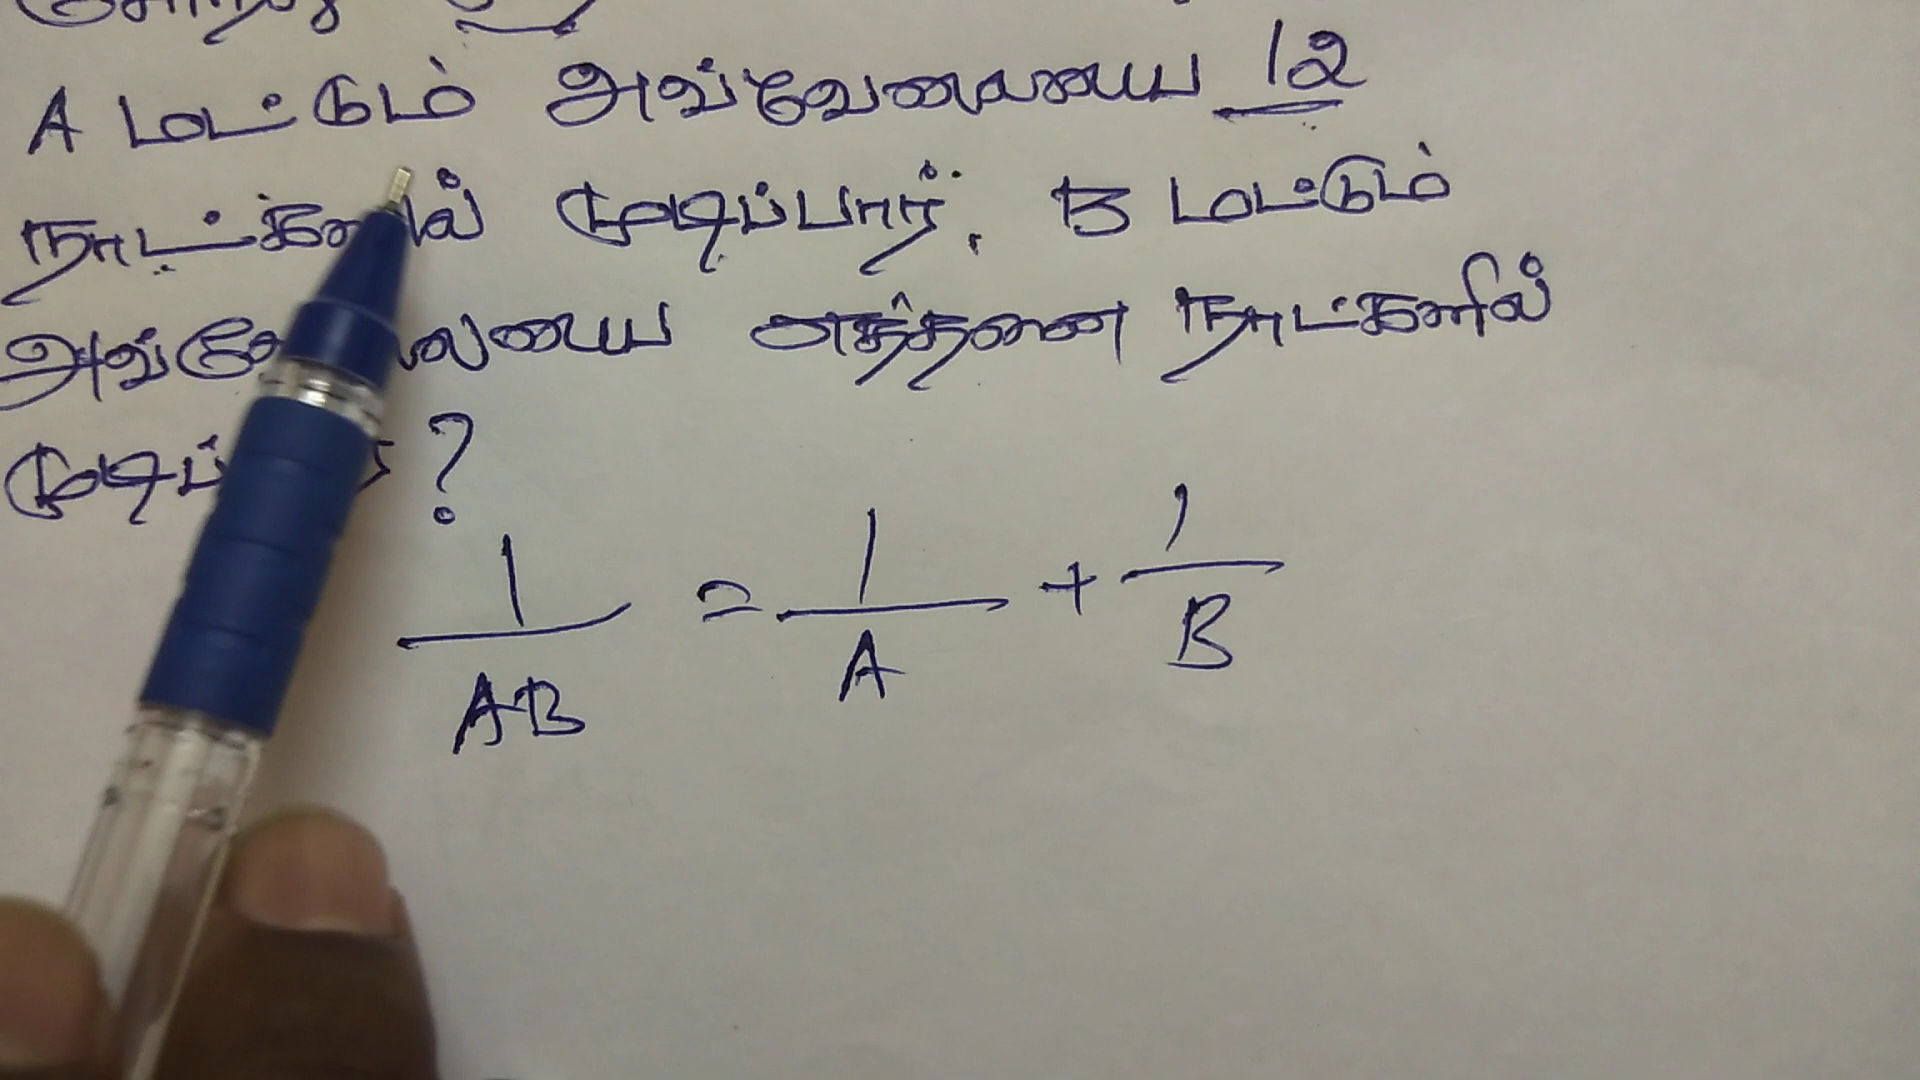 A மட்டும் அவ்வேலையை 12
நாட்களில் முடிப்பார். B மட்டும்
அவ்வேலையை எத்தனை நாட்களில்
முடிப்பார்?
1/AB = 1/A + 1/B